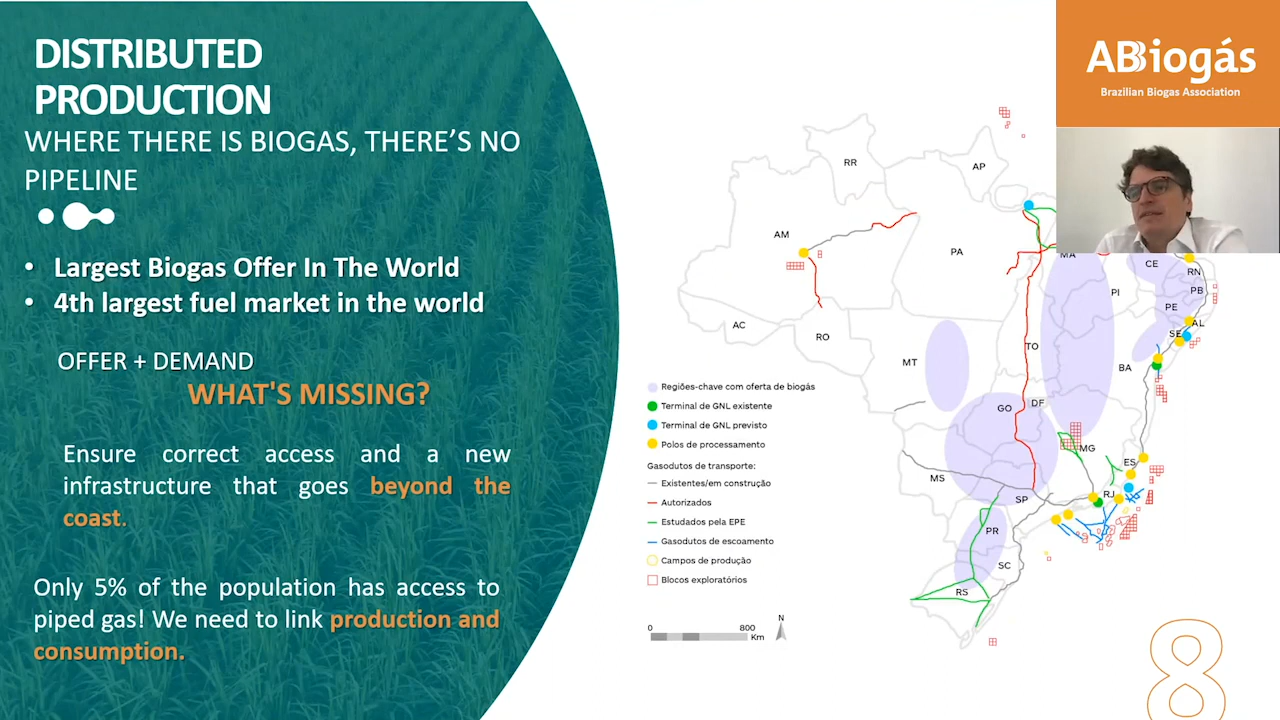 DISTRIBUTED
PRODUCTION
WHERE THERE IS BIOGAS, THERE'S NO
PIPELINE
• Largest Biogas Offer In The World
• 4th largest fuel market in the world
OFFER + DEMAND
WHAT'S MISSING?
Ensure correct access and a new
infrastructure that goes beyond the
coast.
Only 5% of the population has access to
piped gas! We need to link production and
consumption.
ABBiogás
Brazilian Biogas Association
RR
AP
AM
PA
MA
CE
RN
PB
PI
PE
AL
SE
AC
RO
TO
MT
BA
GO
DF
MG
ES
MS
SP
RJ
PR
SC
RS
Regiões-chave com oferta de biogás
Terminal de GNL existente
Terminal de GNL previsto
Polos de processamento
Gasodutos de transporte:
Existentes/em construção
Autorizados
Estudados pela EPE
Gasodutos de escoamento
Campos de produção
Blocos exploratórios
0 800
Km
N
8